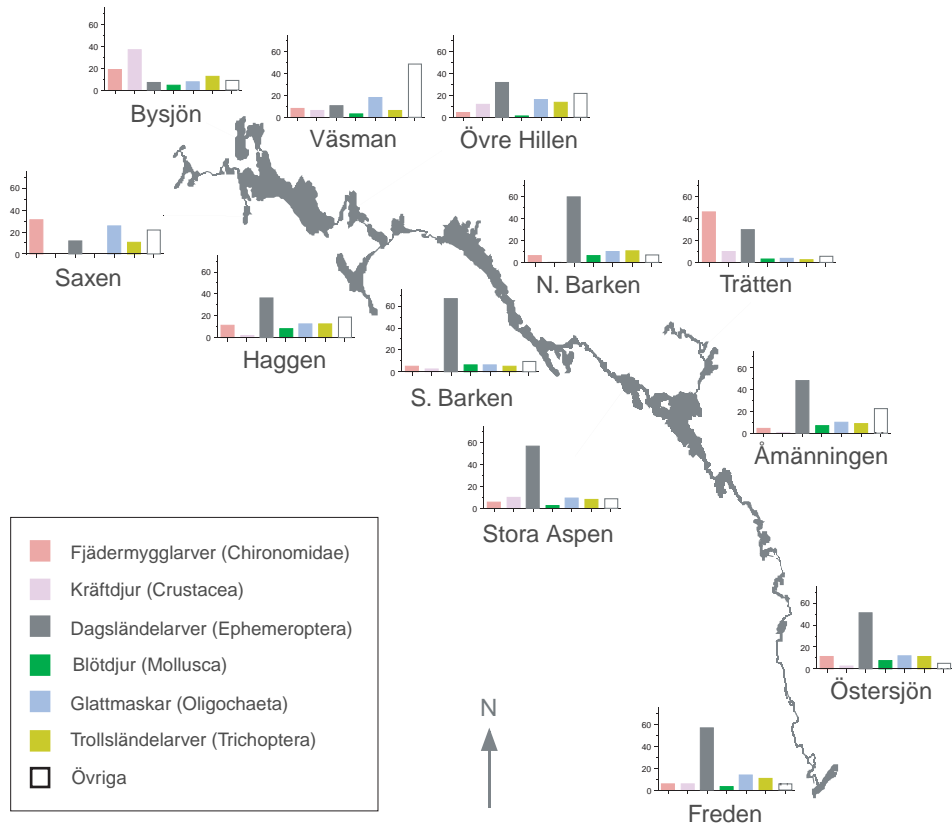 60
40
20
0
Bysjön
60
40
20
0
Väsman
60
40
20
0
Övre Hillen
60
40
20
0
Saxen
60
40
20
0
N. Barken
60
40
20
0
Trätten
60
40
20
0
Haggen
60
40
20
0
S. Barken
60
40
20
0
Åmänningen
60
40
20
0
Stora Aspen
Fjädermygglarver (Chironomidae)
Kräftdjur (Crustacea)
Dagsländelarver (Ephemeroptera)
Blötdjur (Mollusca)
Glattmaskar (Oligochaeta)
Trollsländelarver (Trichoptera)
Övriga
N
60
40
20
0
Östersjön
60
40
20
0
Freden